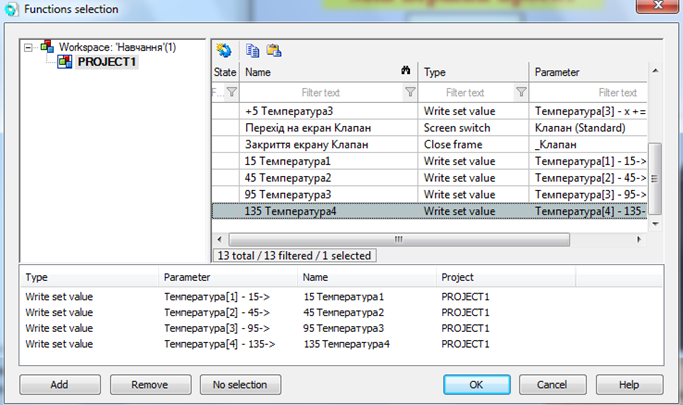 Functions selection
Workspace: 'Навчання'(1)
PROJECT1
State Name Type Parameter
F... Filter text Filter text Filter text
+5 Температура3 Write set value Температура[3] - x +=
Перехід на екран Клапан Screen switch Клапан (Standard)
Закриття екрану Клапан Close frame _Клапан
15 Температура1 Write set value Температура[1] - 15->
45 Температура2 Write set value Температура[2] - 45->
95 Температура3 Write set value Температура[3] - 95->
135 Температура4 Write set value Температура[4] - 135-
13 total / 13 filtered / 1 selected
Type Parameter Name Project
Write set value Температура[1] - 15-> 15 Температура1 PROJECT1
Write set value Температура[2] - 45-> 45 Температура2 PROJECT1
Write set value Температура[3] - 95-> 95 Температура3 PROJECT1
Write set value Температура[4] - 135-> 135 Температура4 PROJECT1
Add Remove No selection OK Cancel Help